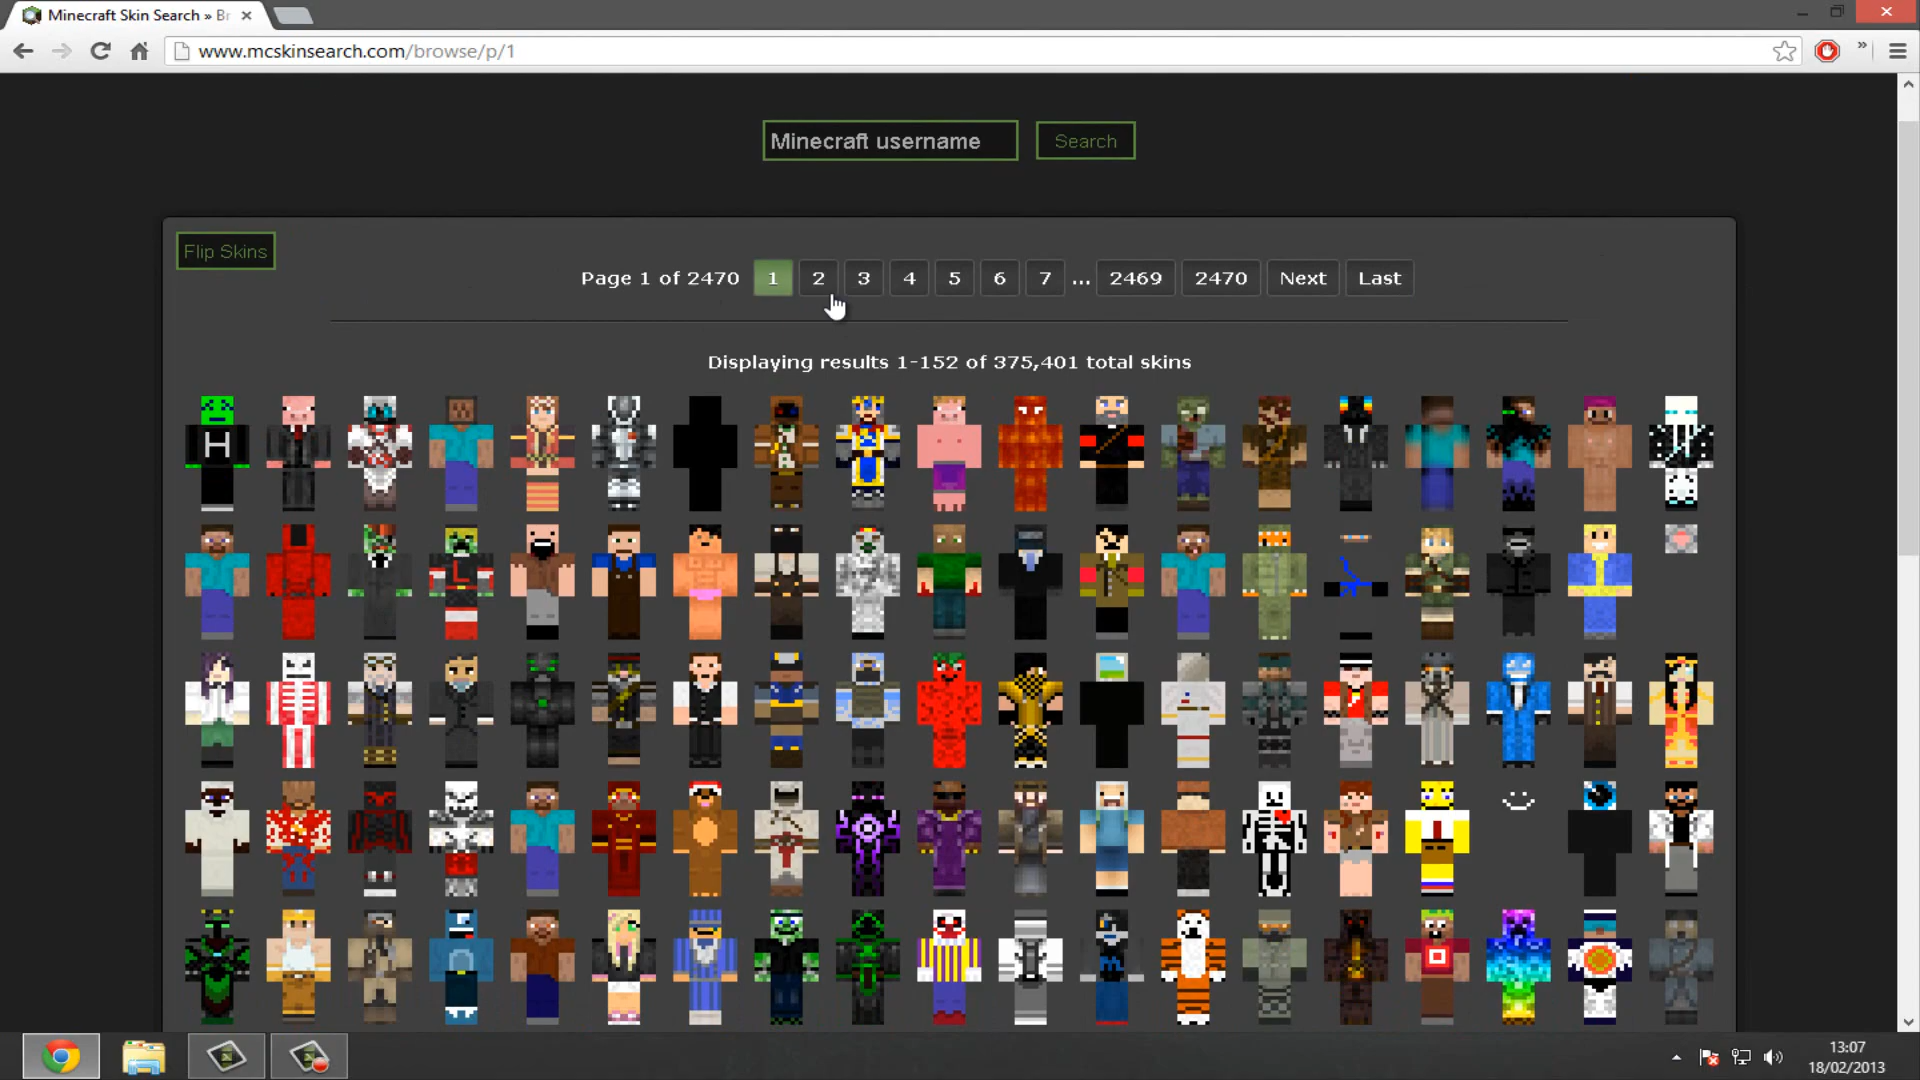 Minecraft Skin Search » Br
www.mcskinsearch.com/browse/p/1
Minecraft username
Search
Flip Skins
Page 1 of 2470 1 2 3 4 5 6 7 ... 2469 2470 Next Last
Displaying results 1-152 of 375,401 total skins
H
L
13:07
18/02/2013